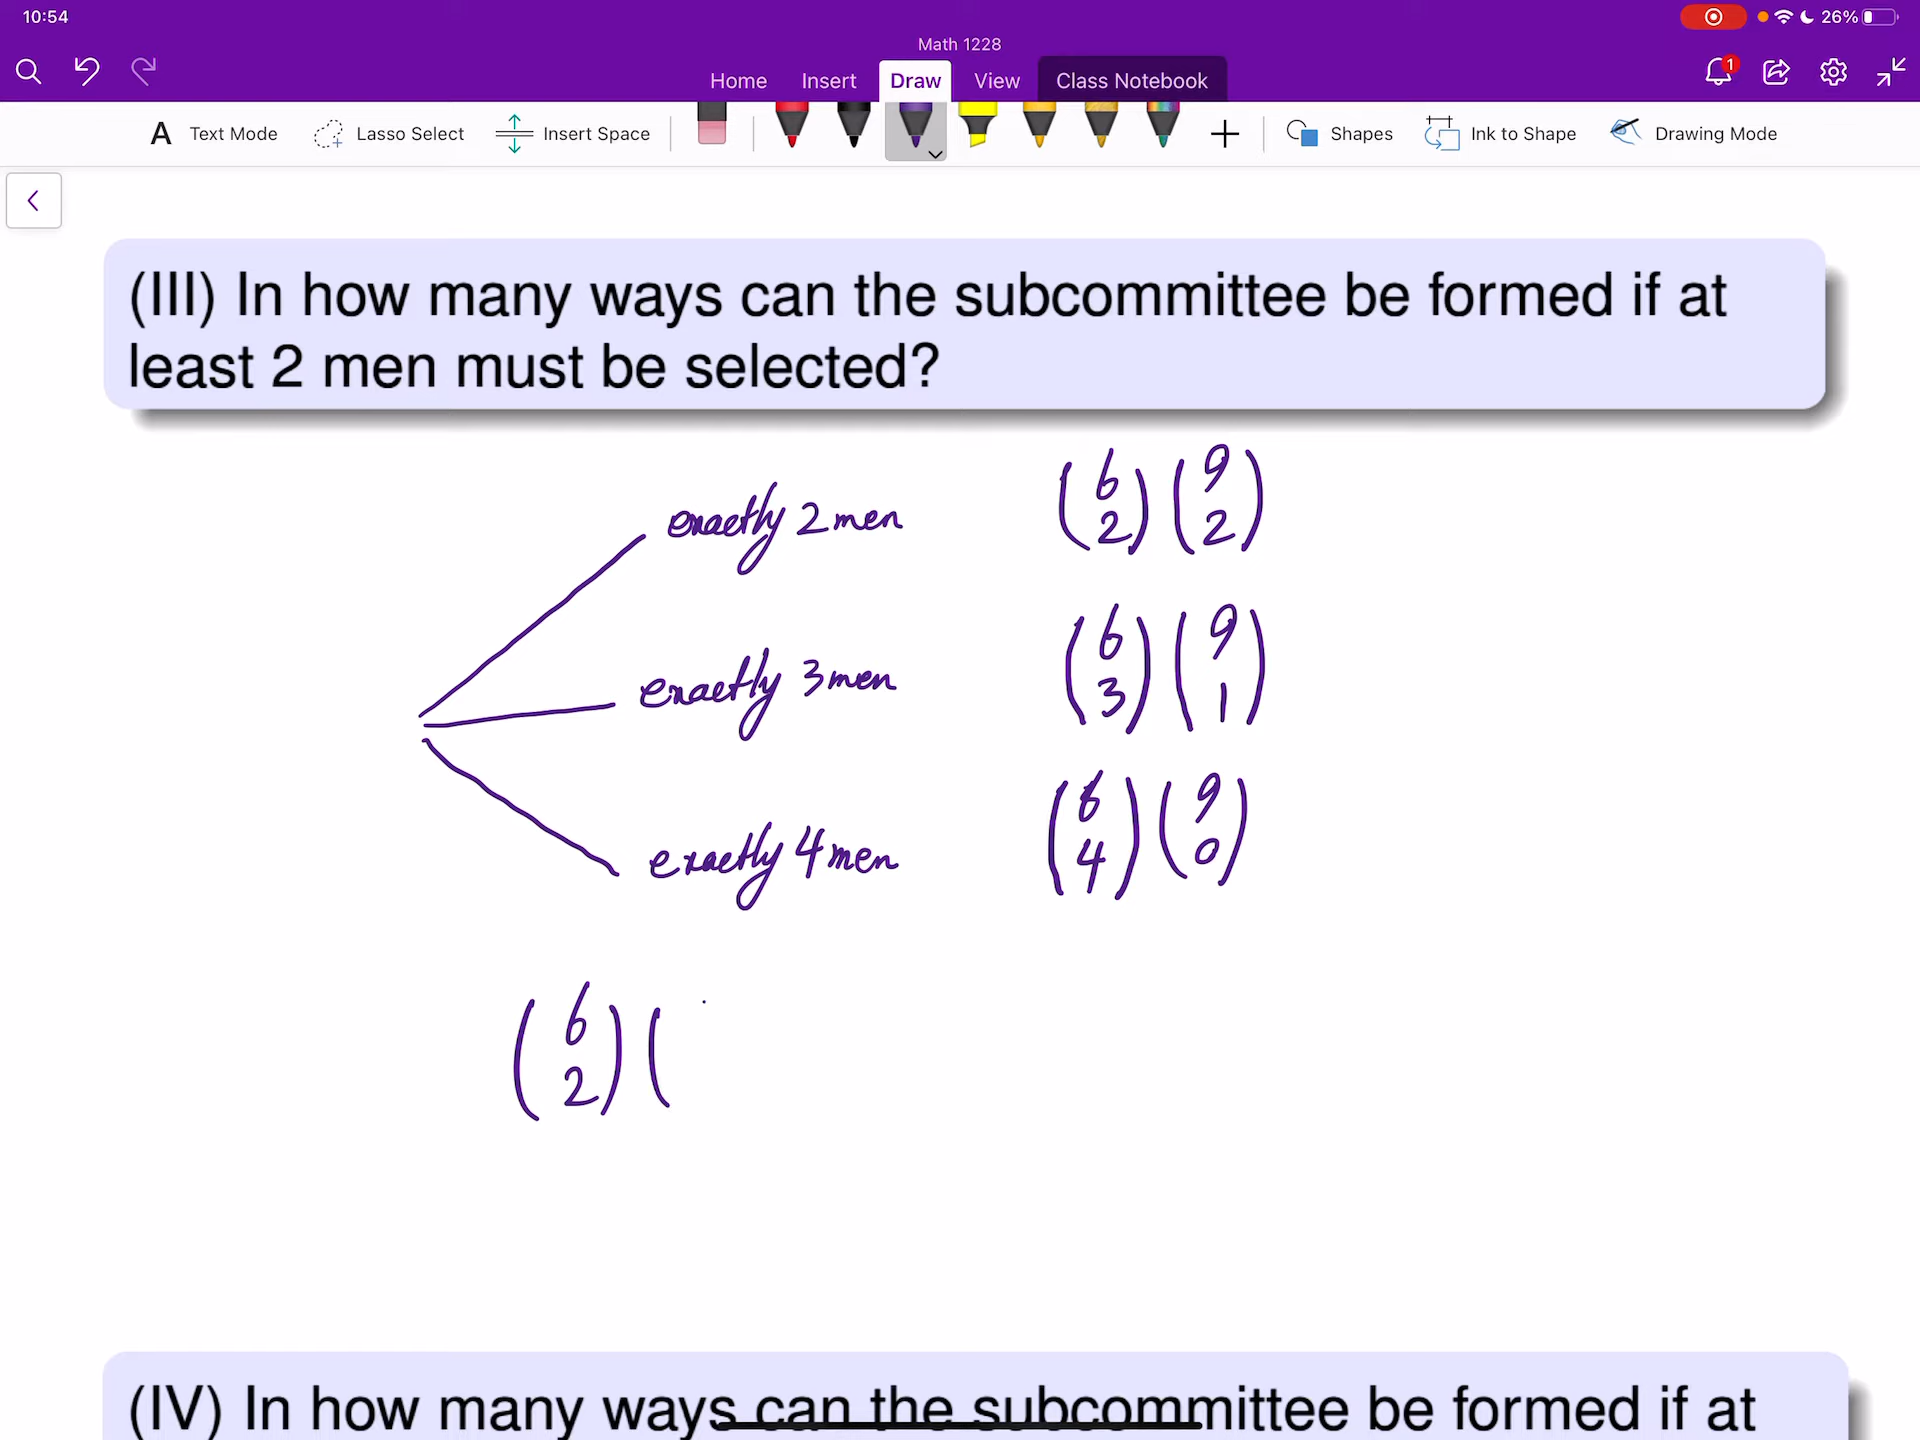 10:54
26%
Math 1228
Home Insert Draw View Class Notebook
1
A Text Mode Lasso Select Insert Space Shapes Ink to Shape Drawing Mode
(III) In how many ways can the subcommittee be formed if at
least 2 men must be selected?
exactly 2 men (6 2) (9 2)
exactly 3 men (6 3) (9 1)
exactly 4 men (6 4) (9 0)
(6 2) (
(IV) In how many ways can the subcommittee be formed if at